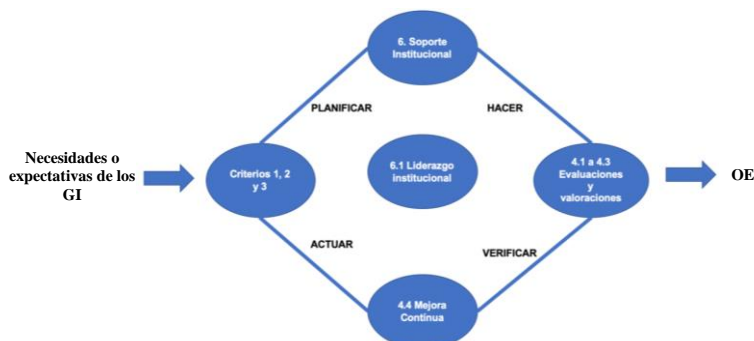 6. Soporte
Institucional
PLANIFICAR
HACER
Necesidades o
expectativas de los
GI
Criterios 1, 2
y 3
6.1 Liderazgo
institucional
4.1 a 4.3
Evaluaciones
y
valoraciones
OE
ACTUAR
VERIFICAR
4.4 Mejora
Contínua